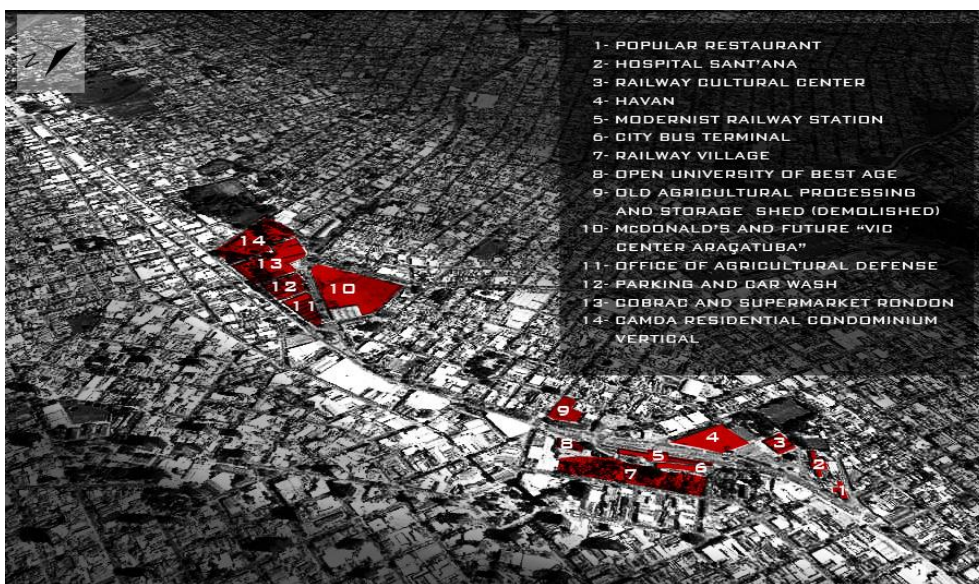 N
1- POPULAR RESTAURANT
2- HOSPITAL SANT'ANA
3- RAILWAY CULTURAL CENTER
4- HAVAN
5- MODERNIST RAILWAY STATION
6- CITY BUS TERMINAL
7- RAILWAY VILLAGE
8- OPEN UNIVERSITY OF BEST AGE
9- OLD AGRICULTURAL PROCESSING
AND STORAGE SHED (DEMOLISHED)
10- McDONALD'S AND FUTURE "VIC
CENTER ARAÇATUBA"
11- OFFICE OF AGRICULTURAL DEFENSE
12- PARKING AND CAR WASH
13- COBRAC AND SUPERMARKET RONDON
14- CAMDA RESIDENTIAL CONDOMINIUM
VERTICAL
14
13
12
10
11
9
8
4
3
5
2
6
7
1